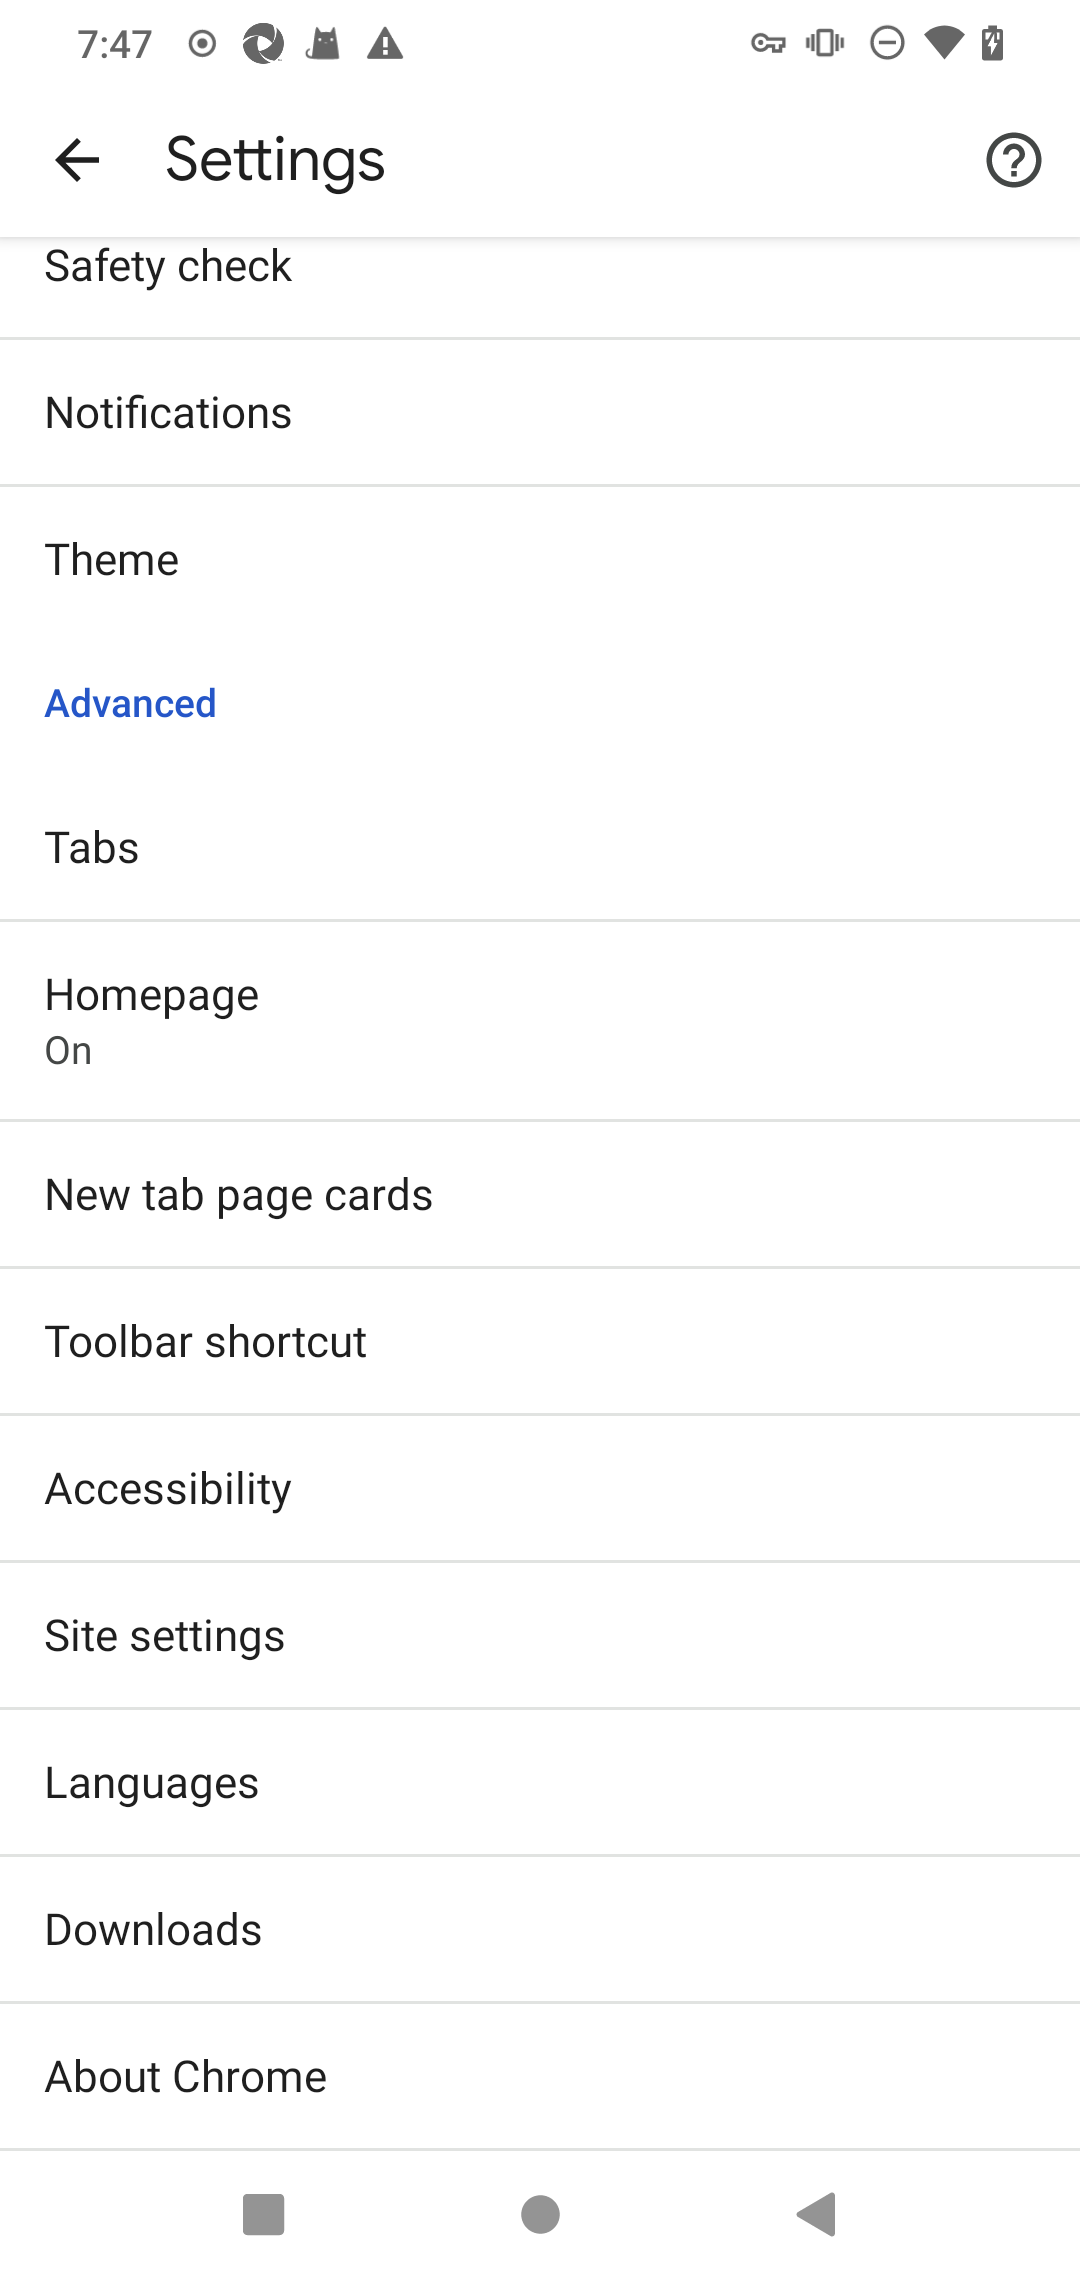 7:47
Settings
Safety check
Notifications
Theme
Advanced
Tabs
Homepage
On
New tab page cards
Toolbar shortcut
Accessibility
Site settings
Languages
Downloads
About Chrome